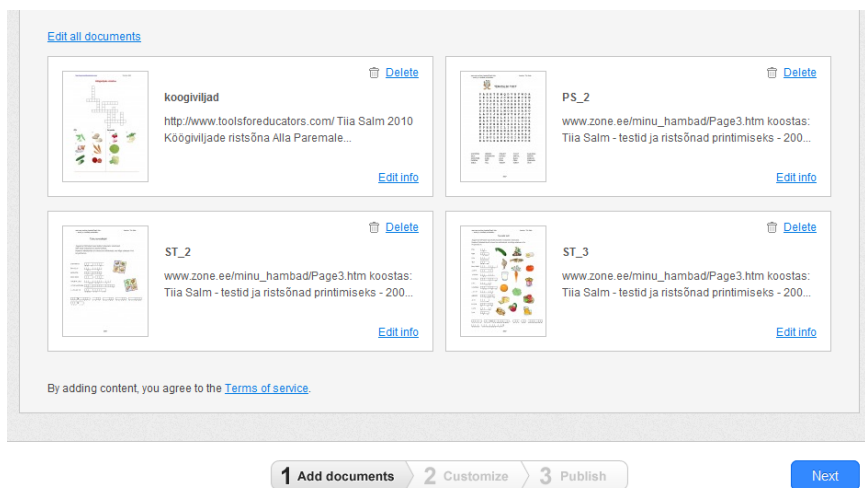 Edit all documents
Delete
koogiviljad
http://www.toolsforeducators.com/ Tiia Salm 2010
Köögiviljade ristsõna Alla Paremale...
Edit info
Delete
PS_2
www.zone.ee/minu_hambad/Page3.htm koostas:
Tiia Salm - testid ja ristsõnad printimiseks - 200...
Edit info
Delete
ST_2
www.zone.ee/minu_hambad/Page3.htm koostas:
Tiia Salm - testid ja ristsõnad printimiseks - 200...
Edit info
Delete
ST_3
www.zone.ee/minu_hambad/Page3.htm koostas:
Tiia Salm - testid ja ristsõnad printimiseks - 200...
Edit info
By adding content, you agree to the Terms of service.
1 Add documents 2 Customize 3 Publish
Next